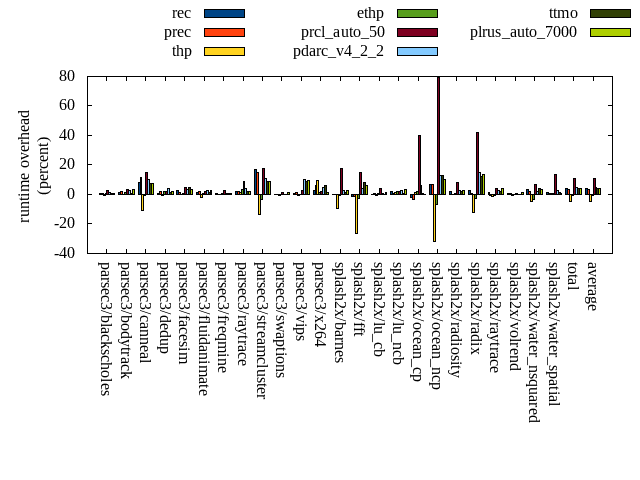 rec ethp ttmo
prec prcl_auto_50 plrus_auto_7000
thp pdarc_v4_2_2
80
60
40
20
0
-20
-40
runtime overhead
(percent)
parsec3/blackscholes
parsec3/bodytrack
parsec3/canneal
parsec3/dedup
parsec3/facesim
parsec3/fluidanimate
parsec3/freqmine
parsec3/raytrace
parsec3/streamcluster
parsec3/swaptions
parsec3/vips
parsec3/x264
splash2x/barnes
splash2x/fft
splash2x/lu_cb
splash2x/lu_ncb
splash2x/ocean_cp
splash2x/ocean_ncp
splash2x/radiosity
splash2x/radix
splash2x/raytrace
splash2x/volrend
splash2x/water_nsquared
splash2x/water_spatial
total
average